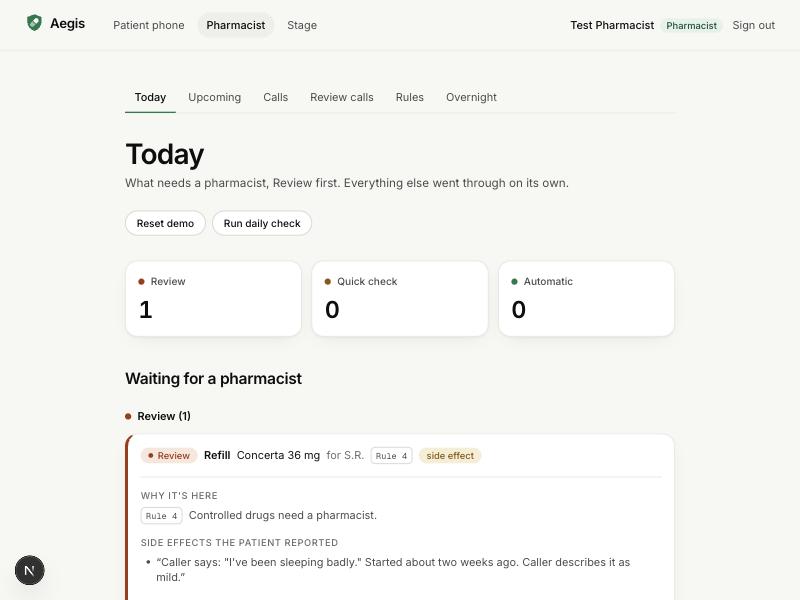 Aegis
Patient phone Pharmacist Stage
Test Pharmacist Pharmacist Sign out
Today Upcoming Calls Review calls Rules Overnight
Today
What needs a pharmacist, Review first. Everything else went through on its own.
Reset demo Run daily check
Review Quick check Automatic
1 0 0
Waiting for a pharmacist
Review (1)
Review Refill Concerta 36 mg for S.R. Rule 4 side effect
WHY IT'S HERE
Rule 4 Controlled drugs need a pharmacist.
SIDE EFFECTS THE PATIENT REPORTED
• “Caller says: "I've been sleeping badly." Started about two weeks ago. Caller describes it as
mild.”
N